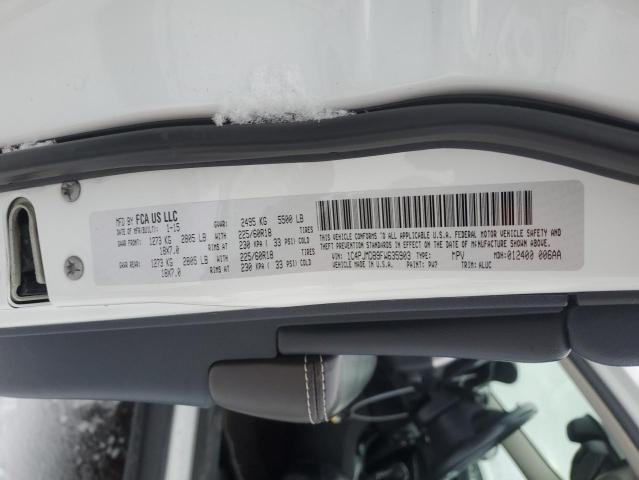 MFD BY FCA US LLC
DATE OF MFR/BUILT: 1-15 GVWR: 2495 KG 5500 LB
GAWR FRONT: 1273 KG 2805 LB WITH 225/60R18 TIRES
18X7.0 RIMS AT 230 KPA ( 33 PSI) COLD
GAWR REAR: 1273 KG 2805 LB WITH 225/60R18 TIRES
18X7.0 RIMS AT 230 KPA ( 33 PSI) COLD
THIS VEHICLE CONFORMS TO ALL APPLICABLE U.S.A. FEDERAL MOTOR VEHICLE SAFETY AND
THEFT PREVENTION STANDARDS IN EFFECT ON THE DATE OF MANUFACTURE SHOWN ABOVE.
VIN: TYPE: MPV MDH: 012400 006AA
VEHICLE MADE IN U.S.A. PAINT: PW7 TRIM: ALUC